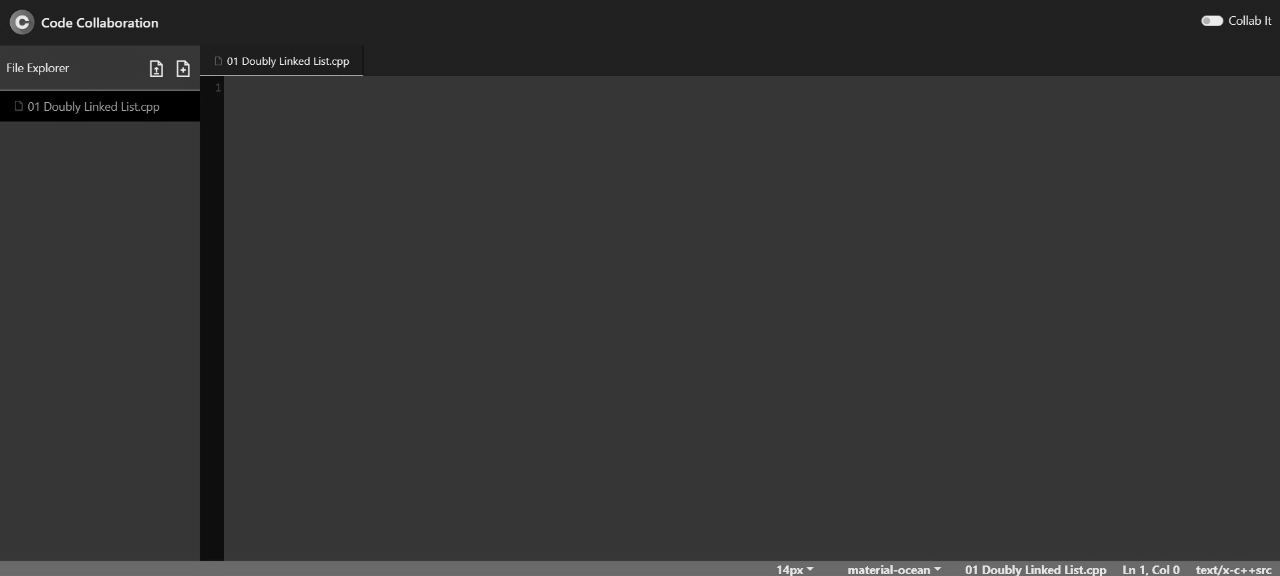 C Code Collaboration
Collab It
File Explorer
01 Doubly Linked List.cpp
01 Doubly Linked List.cpp
1
14px
material-ocean
01 Doubly Linked List.cpp
Ln 1, Col 0
text/x-c++src